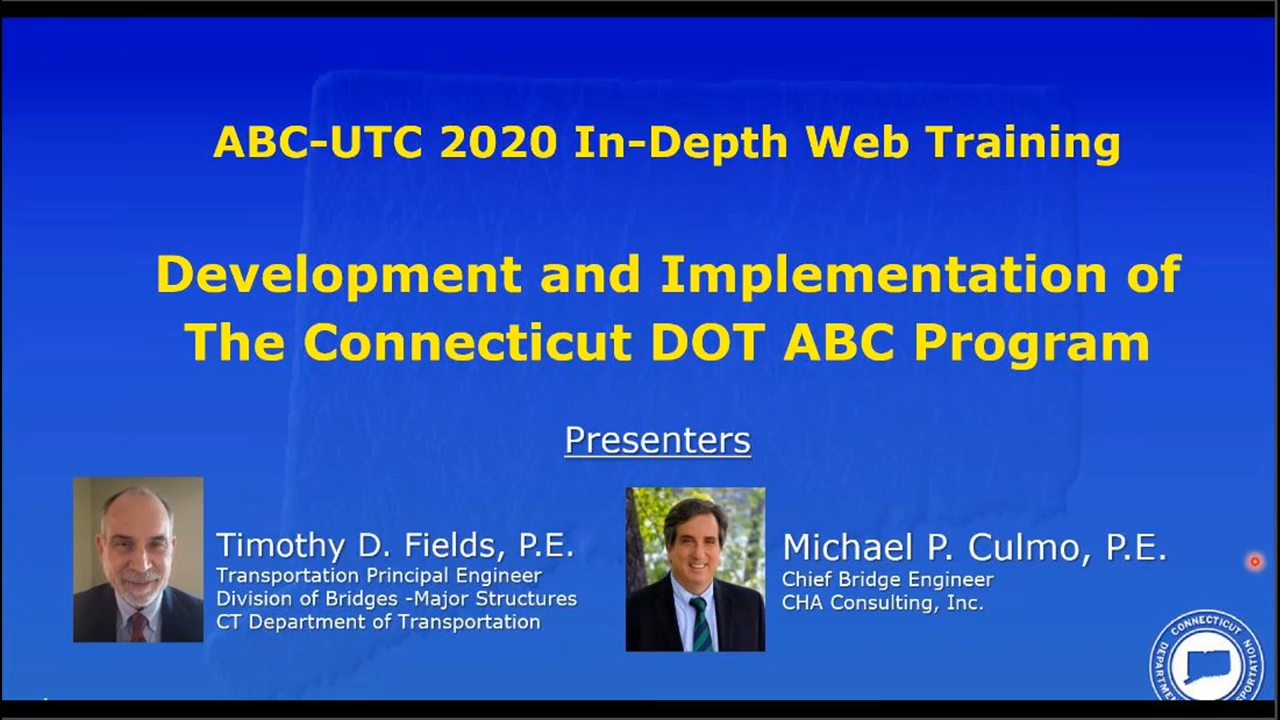 ABC-UTC 2020 In-Depth Web Training
Development and Implementation of
The Connecticut DOT ABC Program
Presenters
Timothy D. Fields, P.E.
Transportation Principal Engineer
Division of Bridges -Major Structures
CT Department of Transportation
Michael P. Culmo, P.E.
Chief Bridge Engineer
CHA Consulting, Inc.
CONNECTICUT